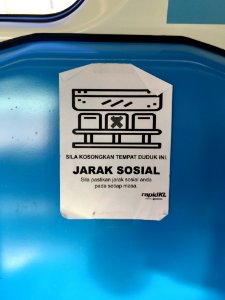 SILA KOSONGKAN TEMPAT DUDUK INI.
JARAK SOSIAL
Sila pastikan jarak sosial anda
pada setiap masa.
rapidKL